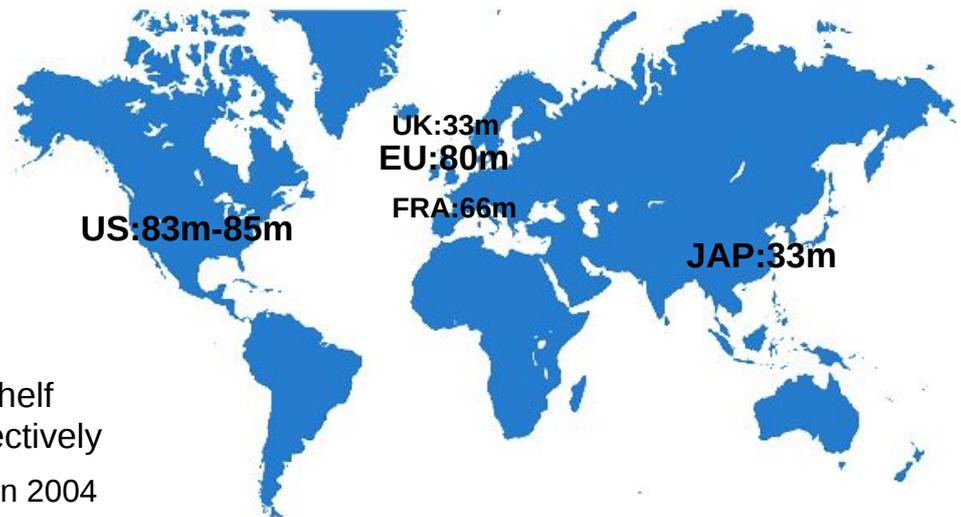 UK:33m
EU:80m
FRA:66m
US:83m-85m
JAP:33m
helf
ectively
n 2004